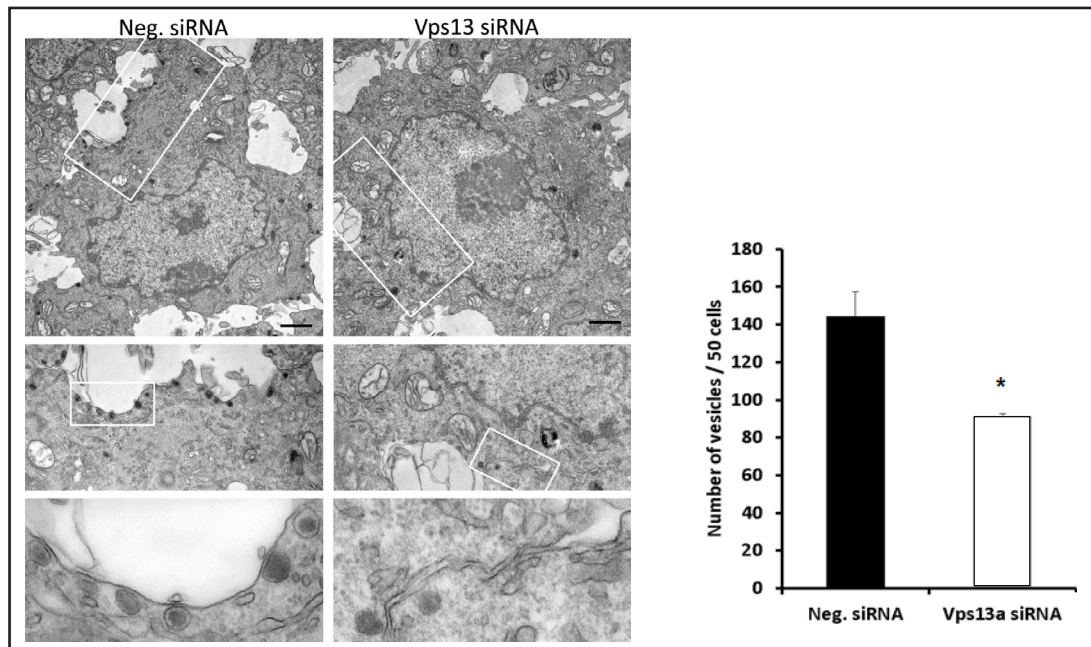 Neg. siRNA
Vps13 siRNA
Number of vesicles / 50 cells
180
160
140
120
100
80
60
40
20
0
*
Neg. siRNA
Vps13a siRNA